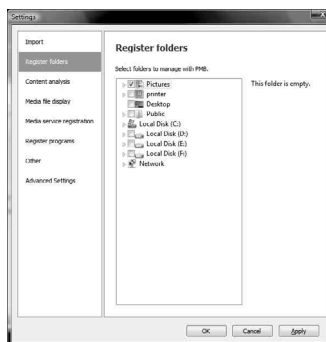 Settings
Import
Register folders
Content analysis
Media file display
Media service registration
Register programs
Other
Advanced Settings
Register folders
Select folders to manage with PMB.
Pictures
printer
Desktop
Public
Local Disk (C:)
Local Disk (D:)
Local Disk (E:)
Local Disk (F:)
Network
This folder is empty.
OK
Cancel
Apply